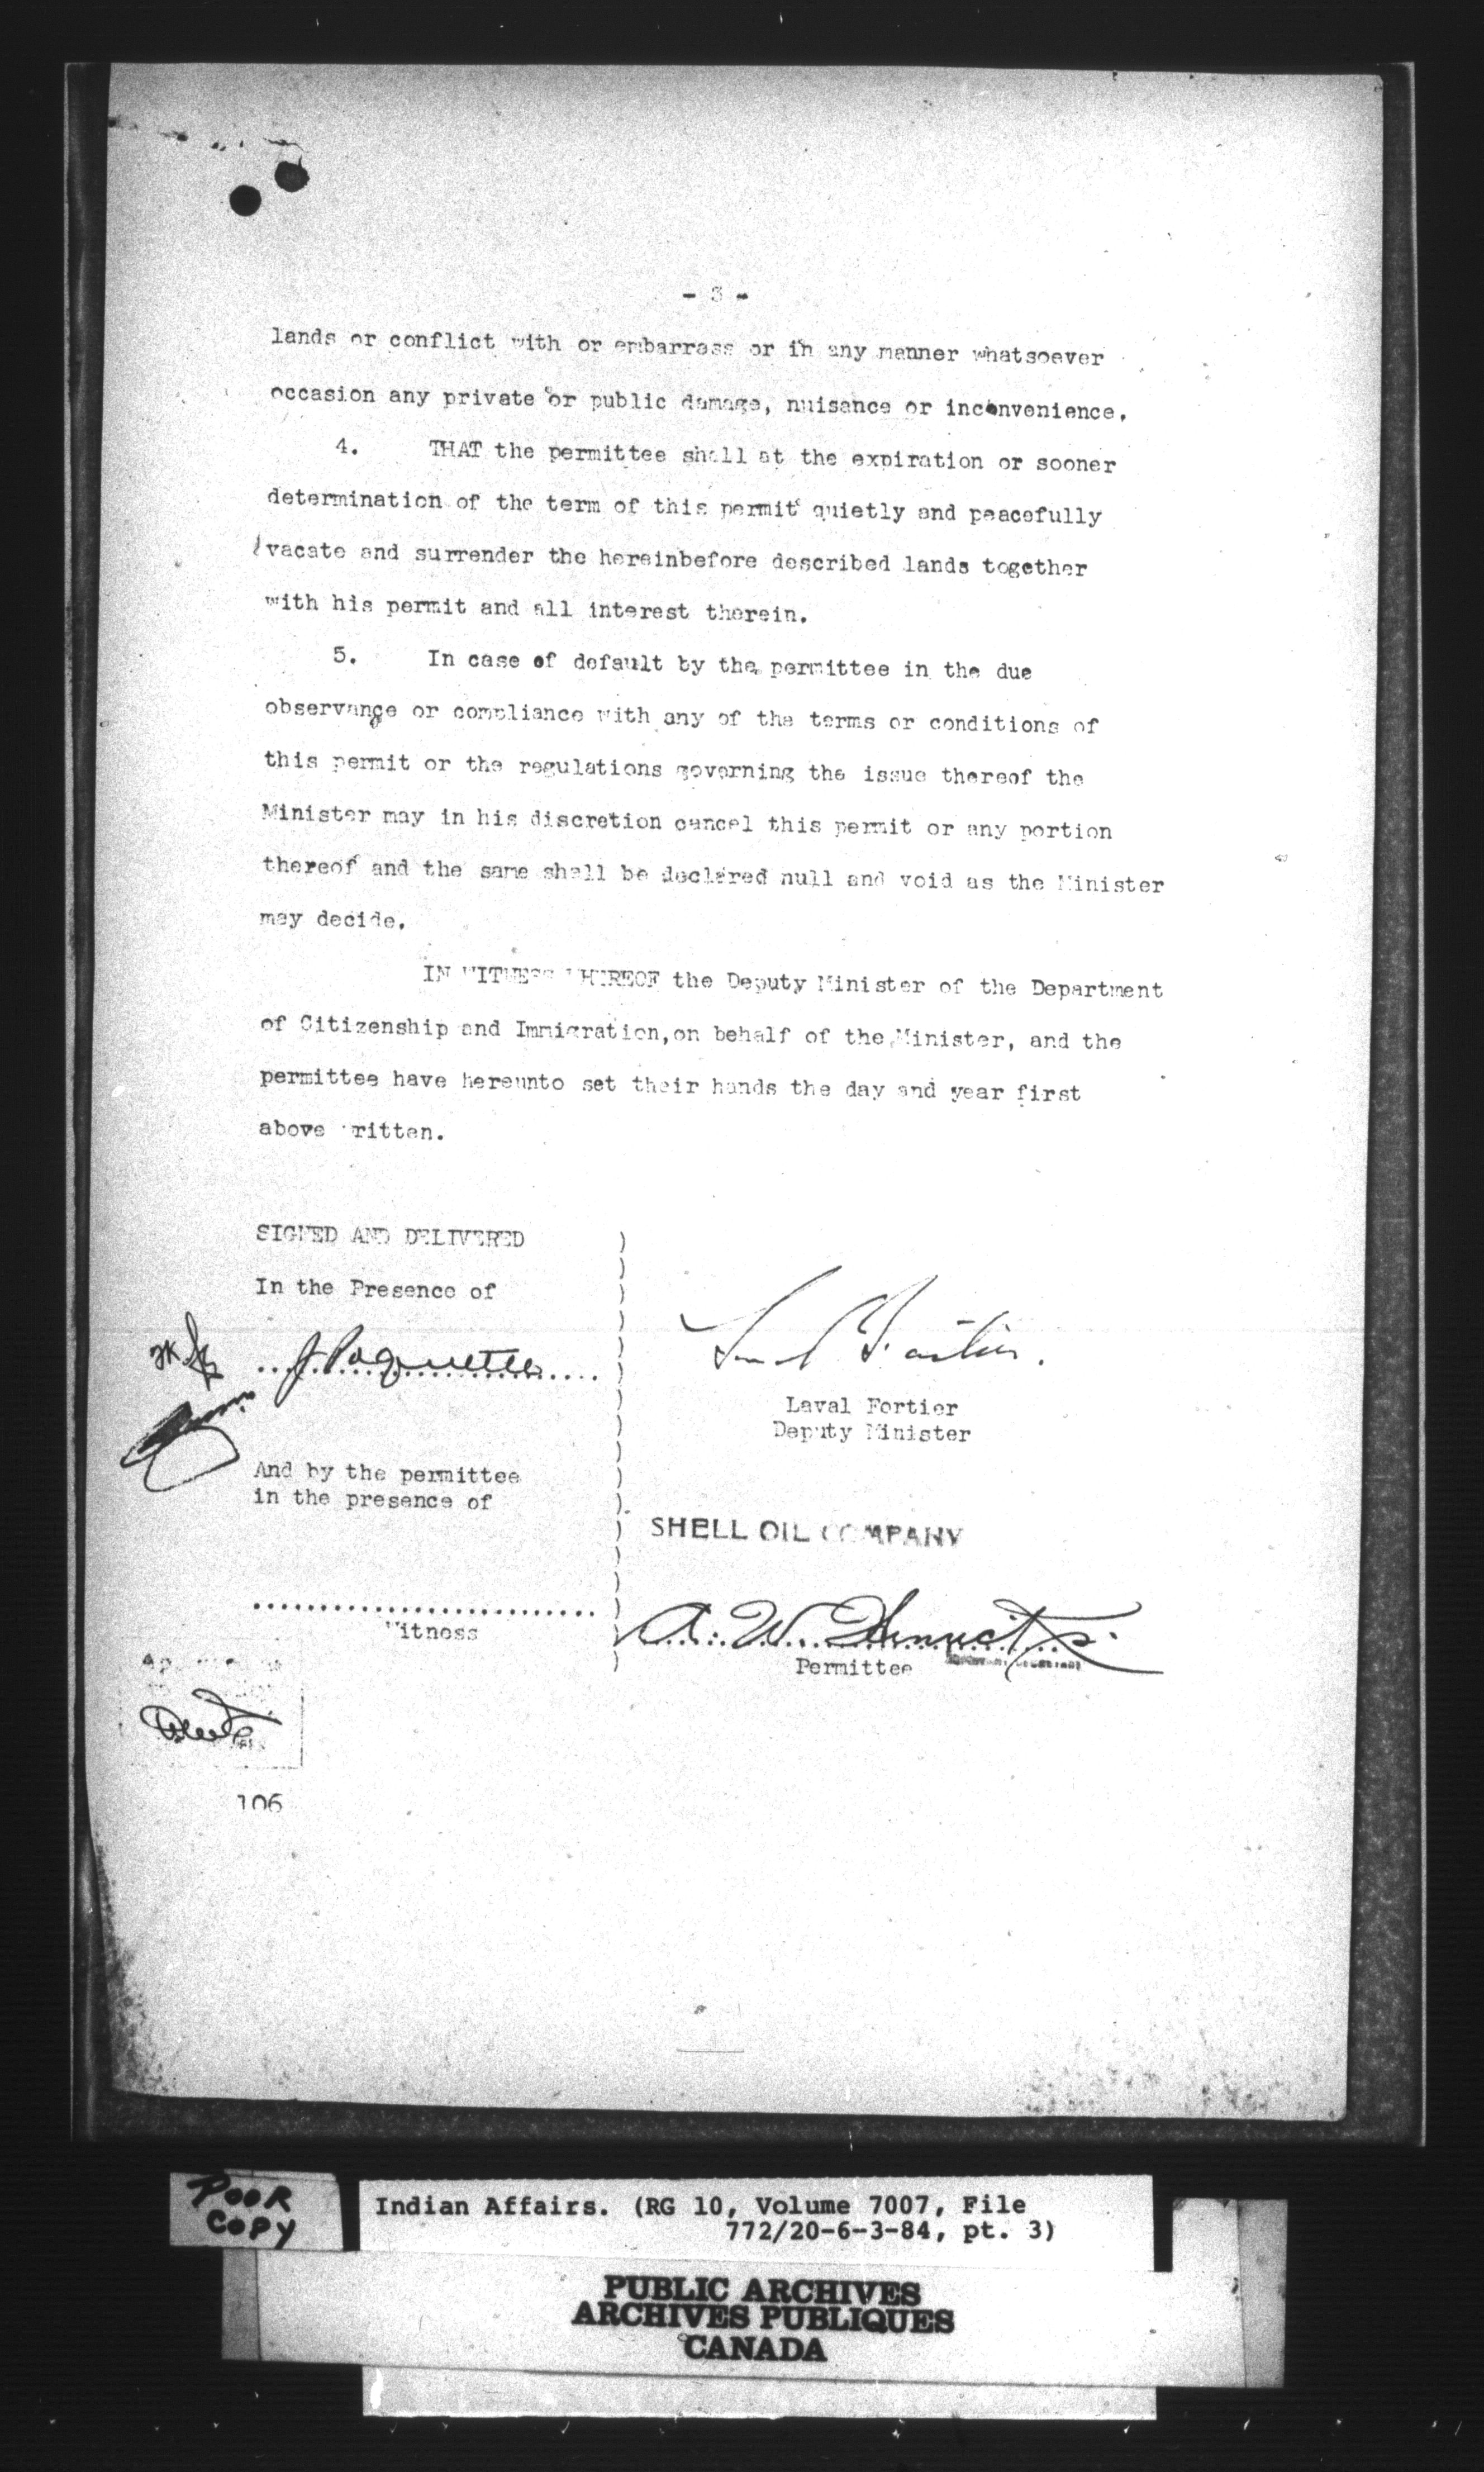 - 3 -
lands or conflict with or embarrass or in any manner whatsoever
occasion any private or public damage, nuisance or inconvenience.
4. THAT the permittee shall at the expiration or sooner
determination of the term of this permit quietly and peacefully
vacate and surrender the hereinbefore described lands together
with his permit and all interest therein.
5. In case of default by the permittee in the due
observance or compliance with any of the terms or conditions of
this permit or the regulations governing the issue thereof the
Minister may in his discretion cancel this permit or any portion
thereof and the same shall be declared null and void as the Minister
may decide.
IN WITNESS WHEREOF the Deputy Minister of the Department
of Citizenship and Immigration, on behalf of the Minister, and the
permittee have hereunto set their hands the day and year first
above written.
SIGNED AND DELIVERED
In the Presence of
J Paquette
Laval Fortier.
Laval Fortier
Deputy Minister
And by the permittee
in the presence of
SHELL OIL COMPANY
Witness
A. W.
Permittee
106
POOR
COPY
Indian Affairs. (RG 10, Volume 7007, File
772/20-6-3-84, pt. 3)
PUBLIC ARCHIVES
ARCHIVES PUBLIQUES
CANADA